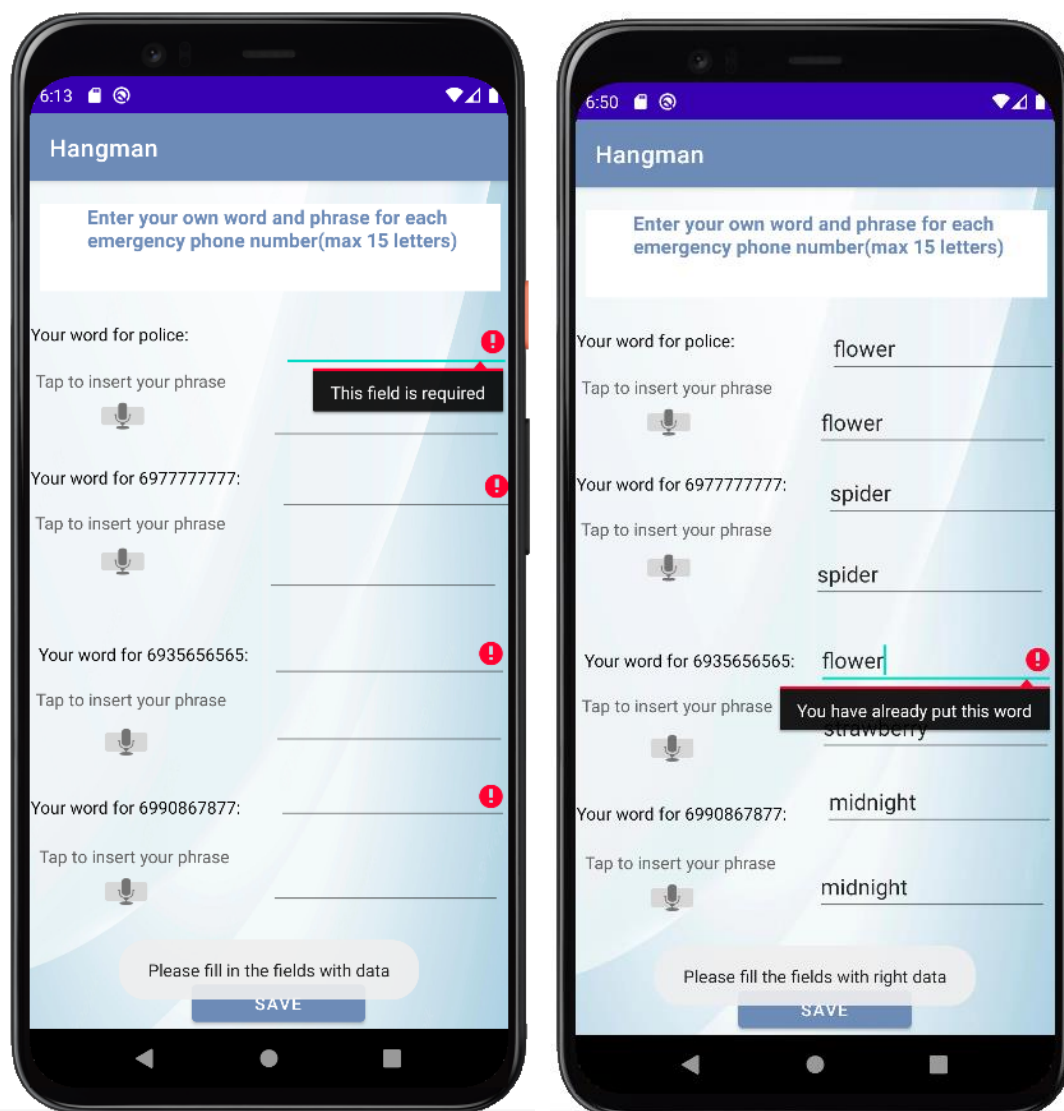 6:13
Hangman
Enter your own word and phrase for each
emergency phone number(max 15 letters)
Your word for police:
Tap to insert your phrase
This field is required
Your word for 6977777777:
Tap to insert your phrase
Your word for 6935656565:
Tap to insert your phrase
Your word for 6990867877:
Tap to insert your phrase
Please fill in the fields with data
SAVE
6:50
Hangman
Enter your own word and phrase for each
emergency phone number(max 15 letters)
Your word for police:
flower
Tap to insert your phrase
flower
Your word for 6977777777:
spider
Tap to insert your phrase
spider
Your word for 6935656565:
flower
Tap to insert your phrase
You have already put this word
strawberry
Your word for 6990867877:
midnight
Tap to insert your phrase
midnight
Please fill the fields with right data
SAVE